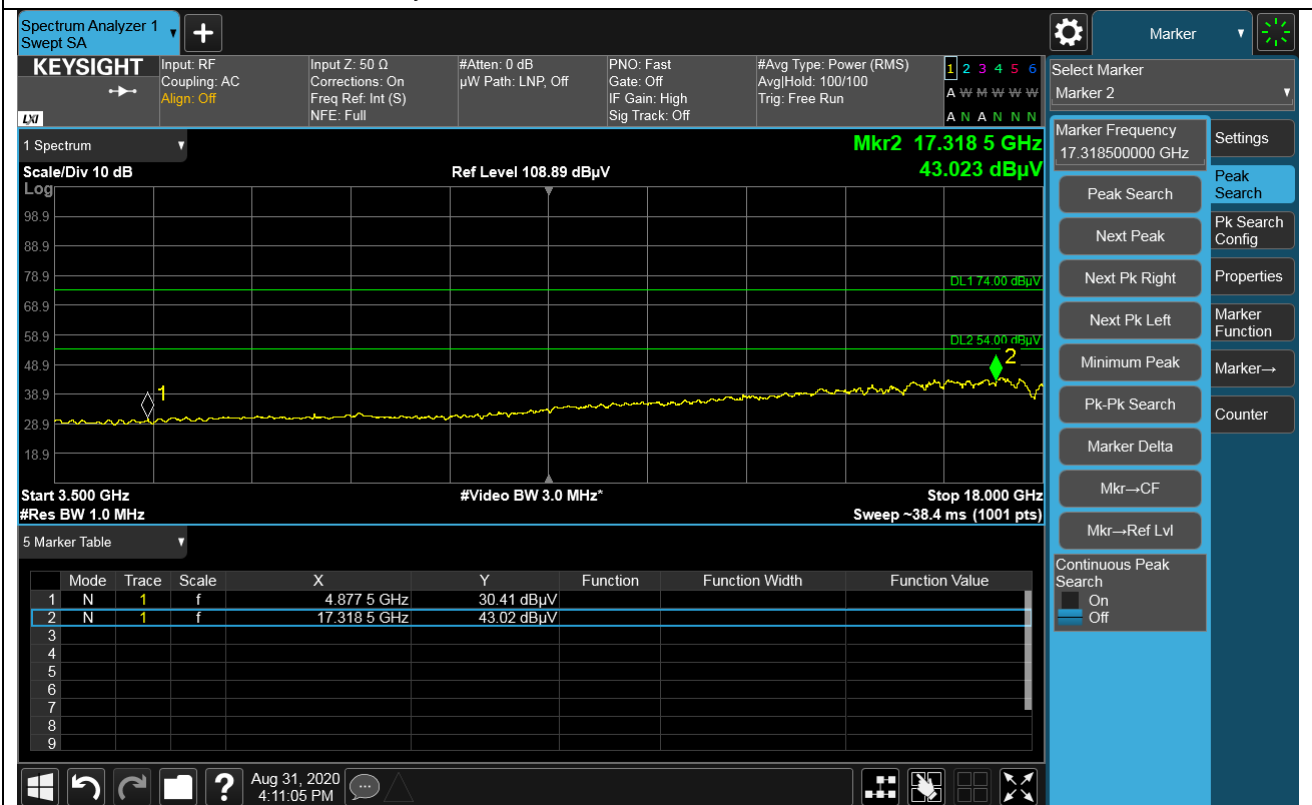 Spectrum Analyzer 1
Swept SA
Marker
KEYSIGHT
LXI
Input: RF
Coupling: AC
Align: Off
Input Z: 50 Ω
Corrections: On
Freq Ref: Int (S)
NFE: Full
#Atten: 0 dB
µW Path: LNP, Off
PNO: Fast
Gate: Off
IF Gain: High
Sig Track: Off
#Avg Type: Power (RMS)
Avg|Hold: 100/100
Trig: Free Run
1 2 3 4 5 6
A W M W W W
A N A N N N
Select Marker
Marker 2
1 Spectrum
Mkr2 17.318 5 GHz
43.023 dBµV
Scale/Div 10 dB
Ref Level 108.89 dBµV
Log
98.9
88.9
78.9
68.9
58.9
48.9
38.9
28.9
18.9
DL1 74.00 dBµV
DL2 54.00 dBµV
1
2
Start 3.500 GHz
#Video BW 3.0 MHz*
Stop 18.000 GHz
#Res BW 1.0 MHz
Sweep ~38.4 ms (1001 pts)
5 Marker Table
Mode Trace Scale X Y Function Function Width Function Value
1 N 1 f 4.877 5 GHz 30.41 dBµV
2 N 1 f 17.318 5 GHz 43.02 dBµV
3
4
5
6
7
8
9
Marker Frequency
17.318500000 GHz
Peak Search
Next Peak
Next Pk Right
Next Pk Left
Minimum Peak
Pk-Pk Search
Marker Delta
Mkr→CF
Mkr→Ref Lvl
Continuous Peak
Search
On
Off
Settings
Peak
Search
Pk Search
Config
Properties
Marker
Function
Marker→
Counter
?
Aug 31, 2020
4:11:05 PM